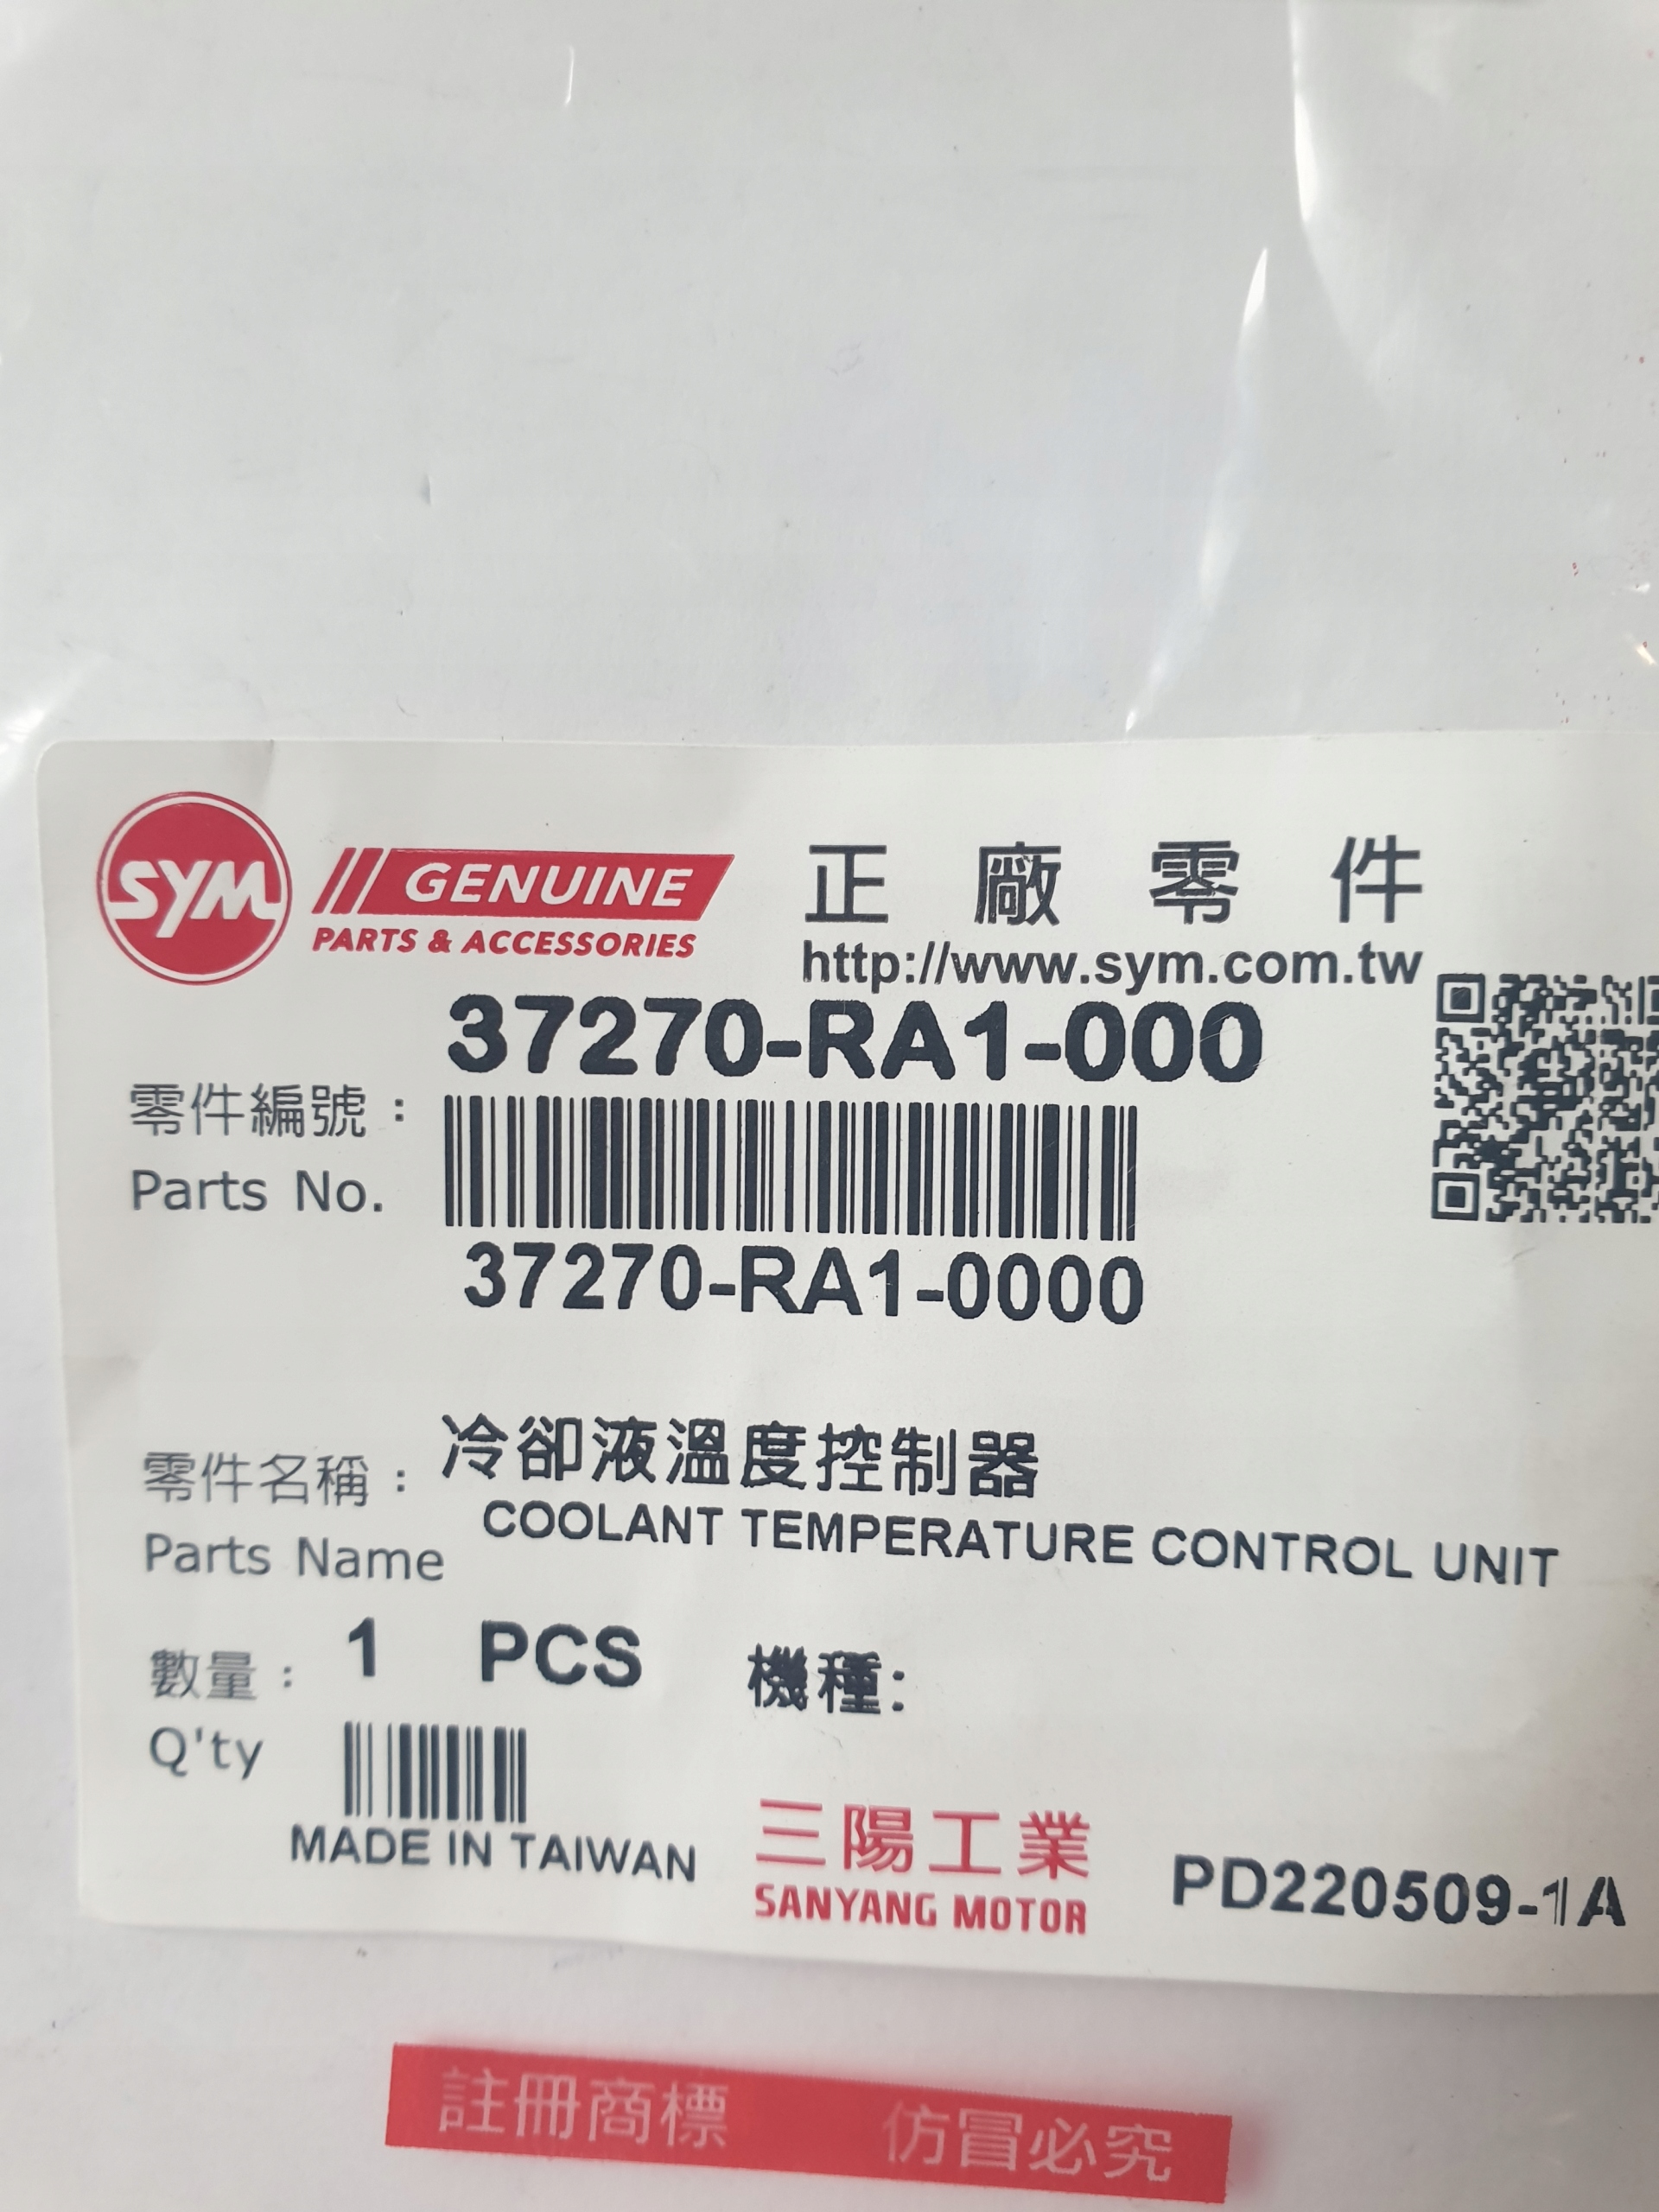 SYM
GENUINE
PARTS & ACCESSORIES
正廠零件
http://www.sym.com.tw
37270-RA1-000
零件編號：
Parts No.
37270-RA1-0000
零件名稱：
冷卻液溫度控制器
Parts Name
COOLANT TEMPERATURE CONTROL UNIT
數量：
1 PCS
機種:
Q'ty
MADE IN TAIWAN
三陽工業
SANYANG MOTOR
PD220509-1A
註冊商標 仿冒必究